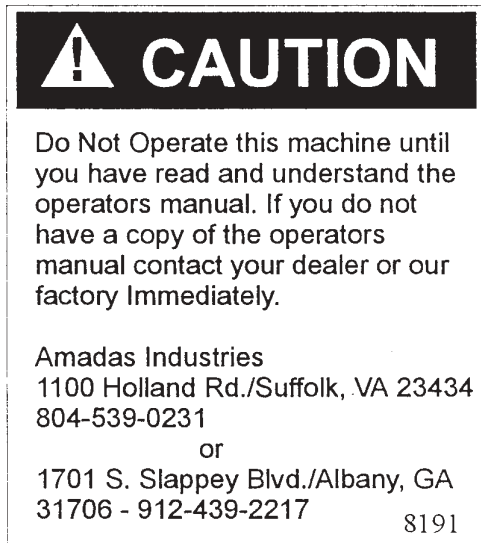 CAUTION
Do Not Operate this machine until
you have read and understand the
operators manual. If you do not
have a copy of the operators
manual contact your dealer or our
factory Immediately.
Amadas Industries
1100 Holland Rd./Suffolk, VA 23434
804-539-0231
or
1701 S. Slappey Blvd./Albany, GA
31706 - 912-439-2217
8191